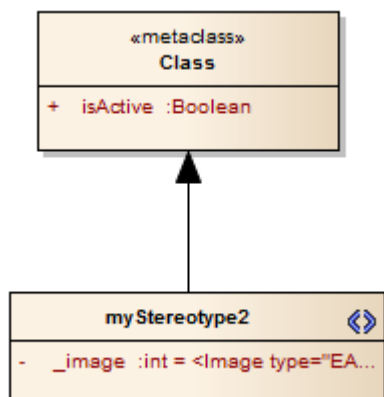 «metaclass»
Class
+ isActive :Boolean
myStereotype2
- _image :int = <Image type="EA...